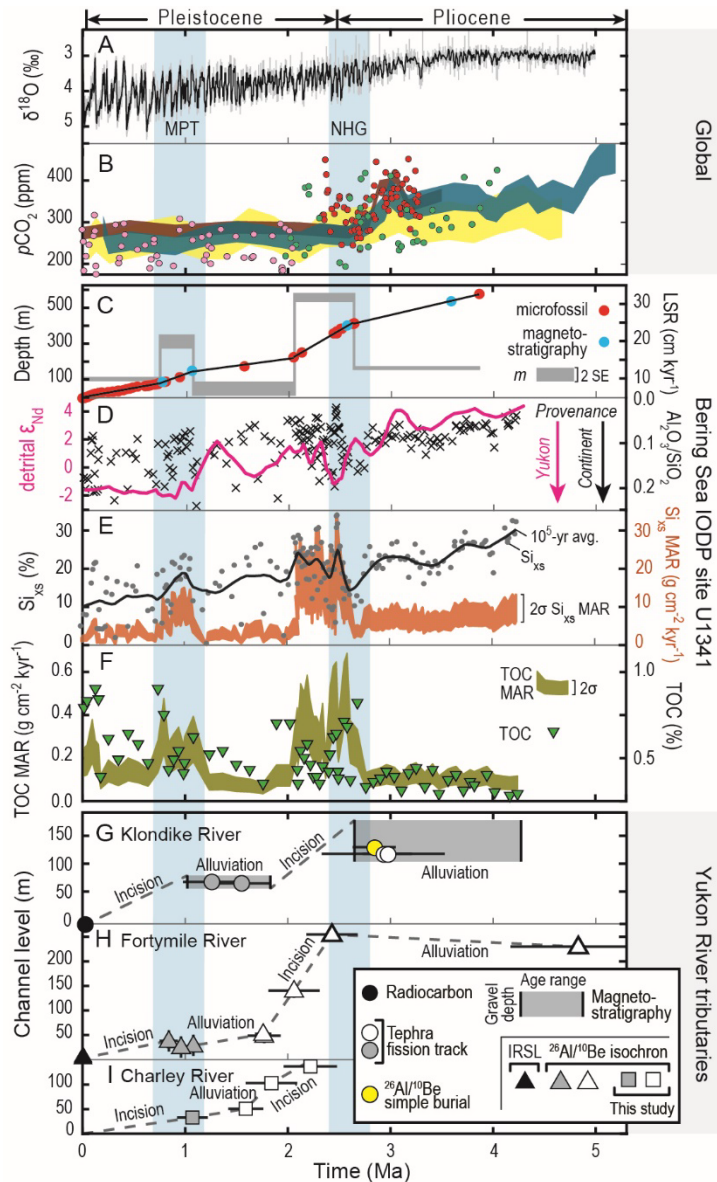 Pleistocene Pliocene
A
3
4
5
δ18O (‰)
MPT NHG
Global
B
400
300
200
pCO2 (ppm)
C
500
300
100
Depth (m)
microfossil
magneto-
stratigraphy
m ]2 SE
30
20
10
0.0
LSR (cm kyr-1)
D
4
2
0
-2
detrital εNd
Provenance
Yukon
Continent
0.1
0.2
Al2O3/SiO2
Bering Sea IODP site U1341
E
30
20
10
0
Sixs (%)
10^5-yr avg.
Sixs
]2σ Sixs MAR
30
20
10
0
Sixs MAR (g cm-2 kyr-1)
F
0.6
0.4
0.2
0.0
TOC MAR (g cm-2 kyr-1)
TOC
MAR ]2σ
TOC
1.0
0.5
TOC (%)
G Klondike River
150
100
50
0
Incision Alluviation Incision Alluviation
Channel level (m)
Yukon River tributaries
H Fortymile River
200
150
100
50
Incision Alluviation Incision Alluviation
I Charley River
100
50
0
Incision Alluviation Incision
Radiocarbon
Tephra
fission track
26Al/10Be
simple burial
Age range
Gravel
depth
Magneto-
stratigraphy
IRSL 26Al/10Be isochron
This study
0 1 2 3 4 5
Time (Ma)